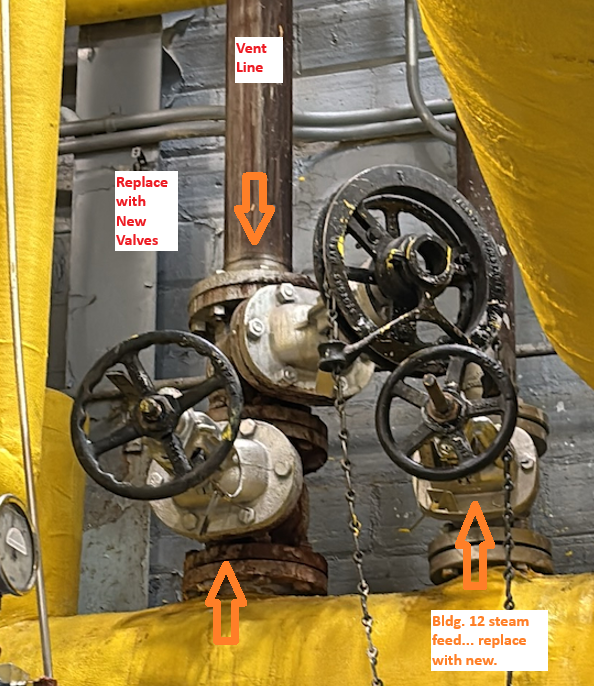 Vent
Line
Replace
with
New
Valves
Bldg. 12 steam
feed... replace
with new.